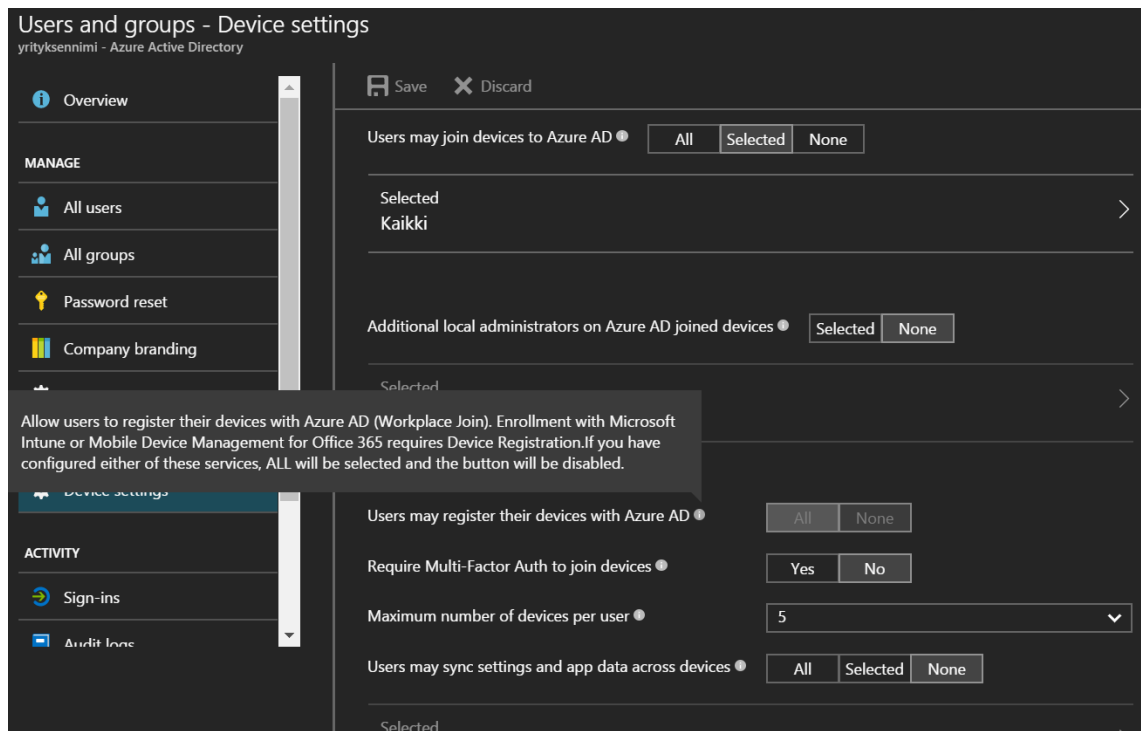 Users and groups - Device settings
yrityksennimi - Azure Active Directory
Overview
MANAGE
All users
All groups
Password reset
Company branding
Device settings
ACTIVITY
Sign-ins
Audit logs
Save Discard
Users may join devices to Azure AD All Selected None
Selected
Kaikki
Additional local administrators on Azure AD joined devices Selected None
Selected
Allow users to register their devices with Azure AD (Workplace Join). Enrollment with Microsoft
Intune or Mobile Device Management for Office 365 requires Device Registration.If you have
configured either of these services, ALL will be selected and the button will be disabled.
Users may register their devices with Azure AD All None
Require Multi-Factor Auth to join devices Yes No
Maximum number of devices per user 5
Users may sync settings and app data across devices All Selected None
Selected